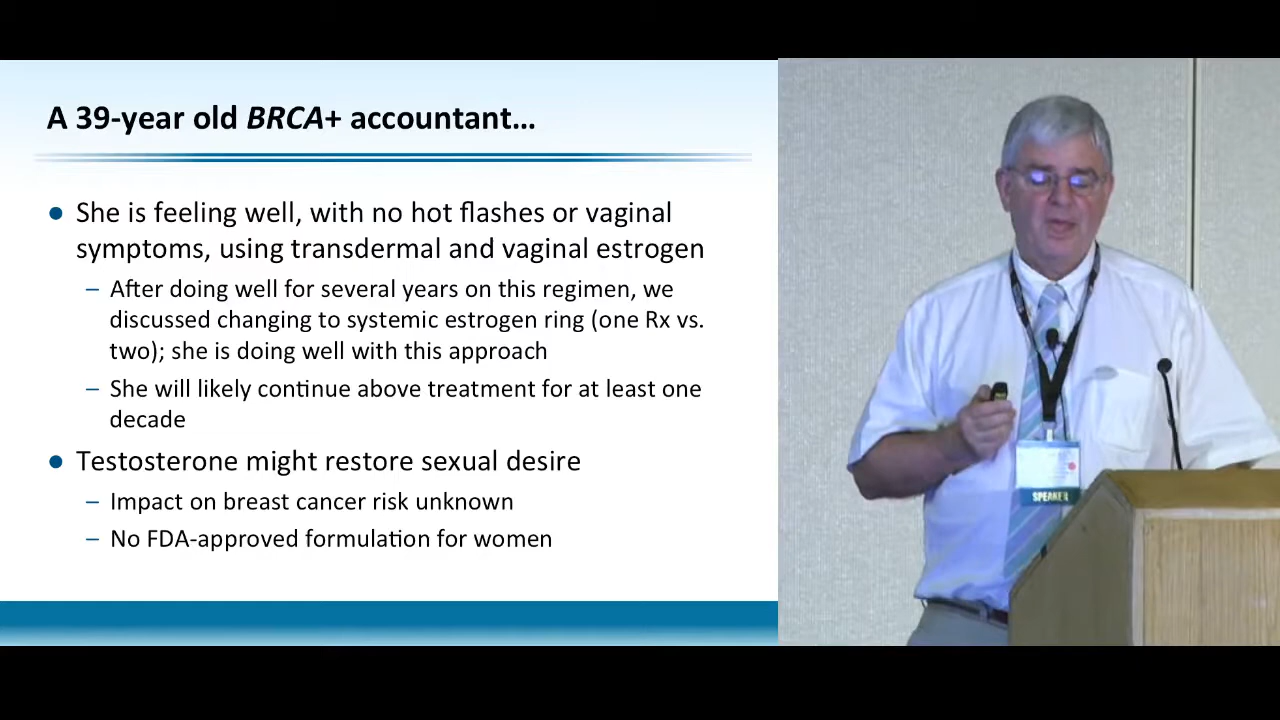 A 39-year old BRCA+ accountant…
● She is feeling well, with no hot flashes or vaginal
symptoms, using transdermal and vaginal estrogen
– After doing well for several years on this regimen, we
discussed changing to systemic estrogen ring (one Rx vs.
two); she is doing well with this approach
– She will likely continue above treatment for at least one
decade
● Testosterone might restore sexual desire
– Impact on breast cancer risk unknown
– No FDA-approved formulation for women
SPEAKER